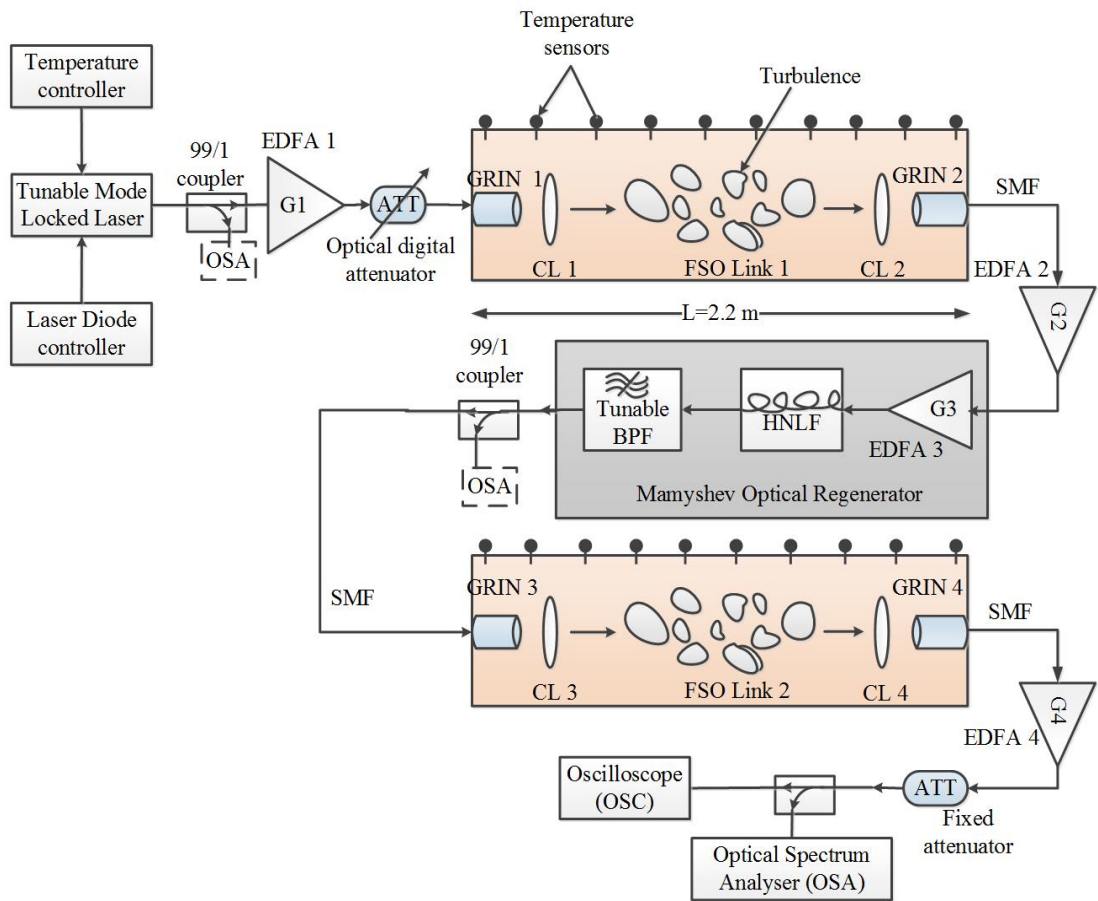 Temperature
sensors
Temperature
controller
Turbulence
EDFA 1
99/1
coupler
GRIN 1
GRIN 2
SMF
Tunable Mode
Locked Laser
G1
ATT
OSA
Optical digital
attenuator
CL 1
FSO Link 1
CL 2
EDFA 2
G2
L=2.2 m
Laser Diode
controller
99/1
coupler
Tunable
BPF
HNLF
G3
EDFA 3
OSA
Mamyshev Optical Regenerator
SMF
GRIN 3
GRIN 4
SMF
CL 3
FSO Link 2
CL 4
G4
EDFA 4
Oscilloscope
(OSC)
ATT
Fixed
attenuator
Optical Spectrum
Analyser (OSA)